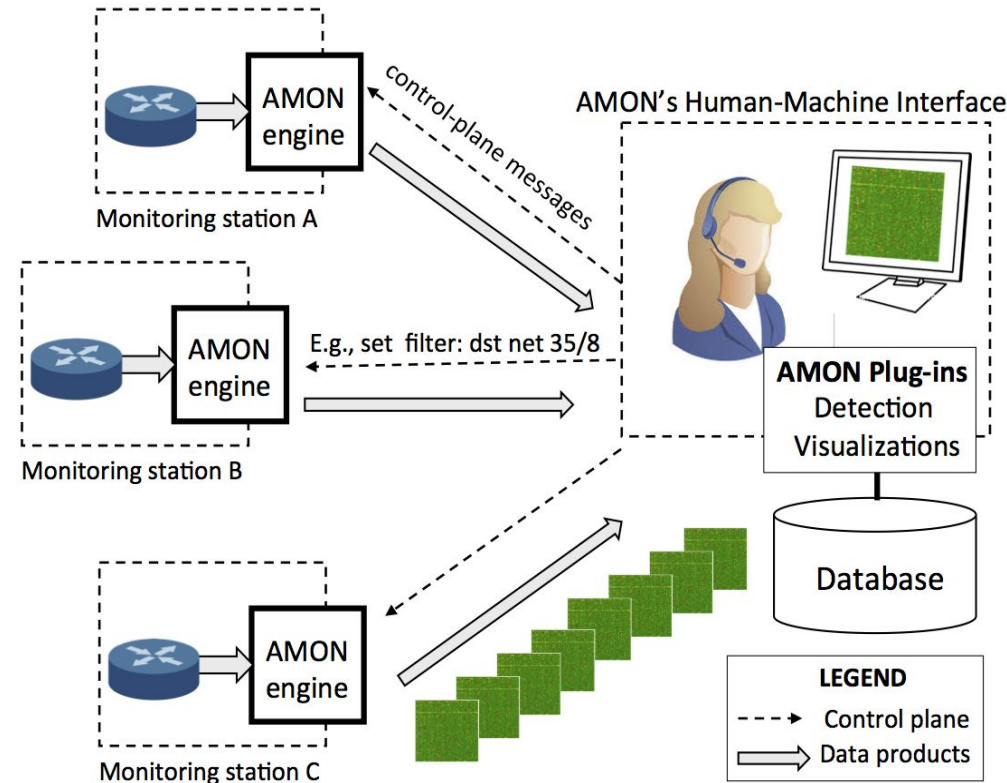 AMON
engine
Monitoring station A
control-plane messages
AMON's Human-Machine Interface
AMON
engine
Monitoring station B
E.g., set filter: dst net 35/8
AMON Plug-ins
Detection
Visualizations
Database
AMON
engine
Monitoring station C
LEGEND
Control plane
Data products